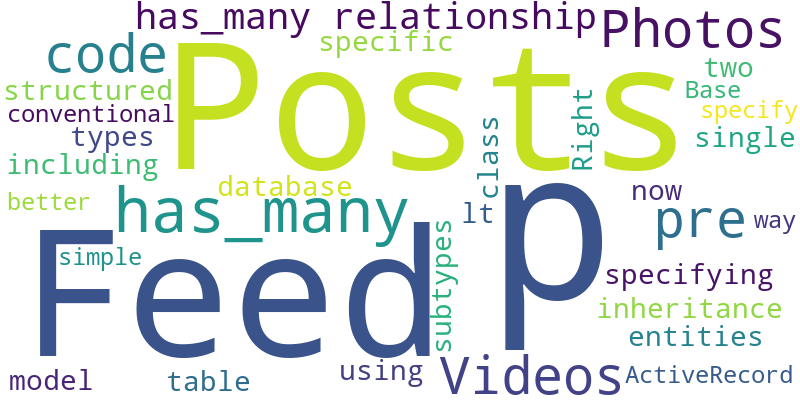 has_many relationship
Photos
code
specific
Posts
two
structured
Base
conventional
specify
Right
types
single
including
class
database
now
better
has_many
lt
p
pre
way
Feed
simple
subtypes
specifying
inheritance
entities
using
Videos
ActiveRecord
model
table